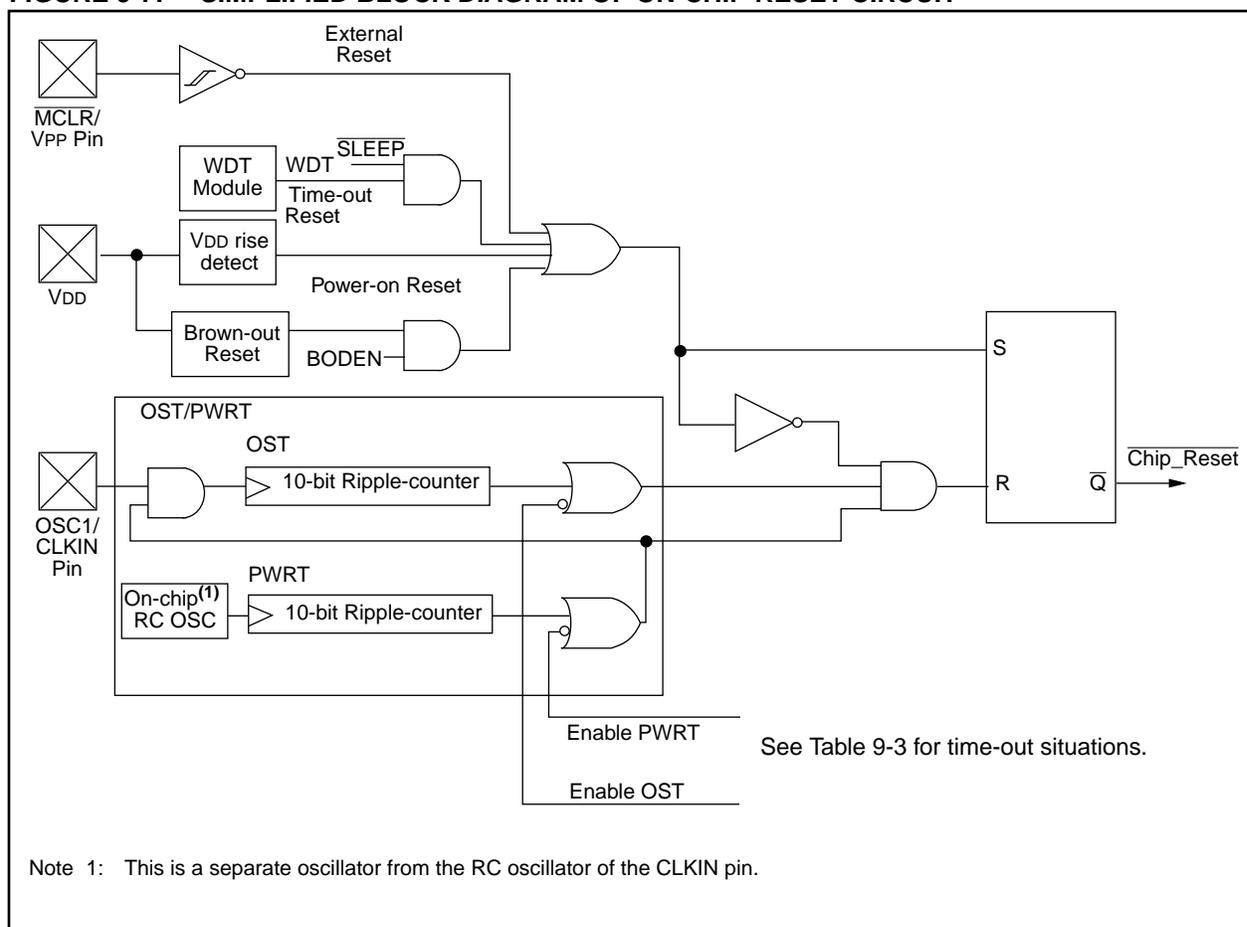 External
Reset
MCLR/
VPP Pin
SLEEP
WDT
Module
WDT
Time-out
Reset
VDD rise
detect
VDD
Power-on Reset
Brown-out
Reset
BODEN
S
OST/PWRT
OST
10-bit Ripple-counter
Chip_Reset
R
Q
OSC1/
CLKIN
Pin
PWRT
On-chip(1)
RC OSC
10-bit Ripple-counter
Enable PWRT
See Table 9-3 for time-out situations.
Enable OST
Note 1: This is a separate oscillator from the RC oscillator of the CLKIN pin.